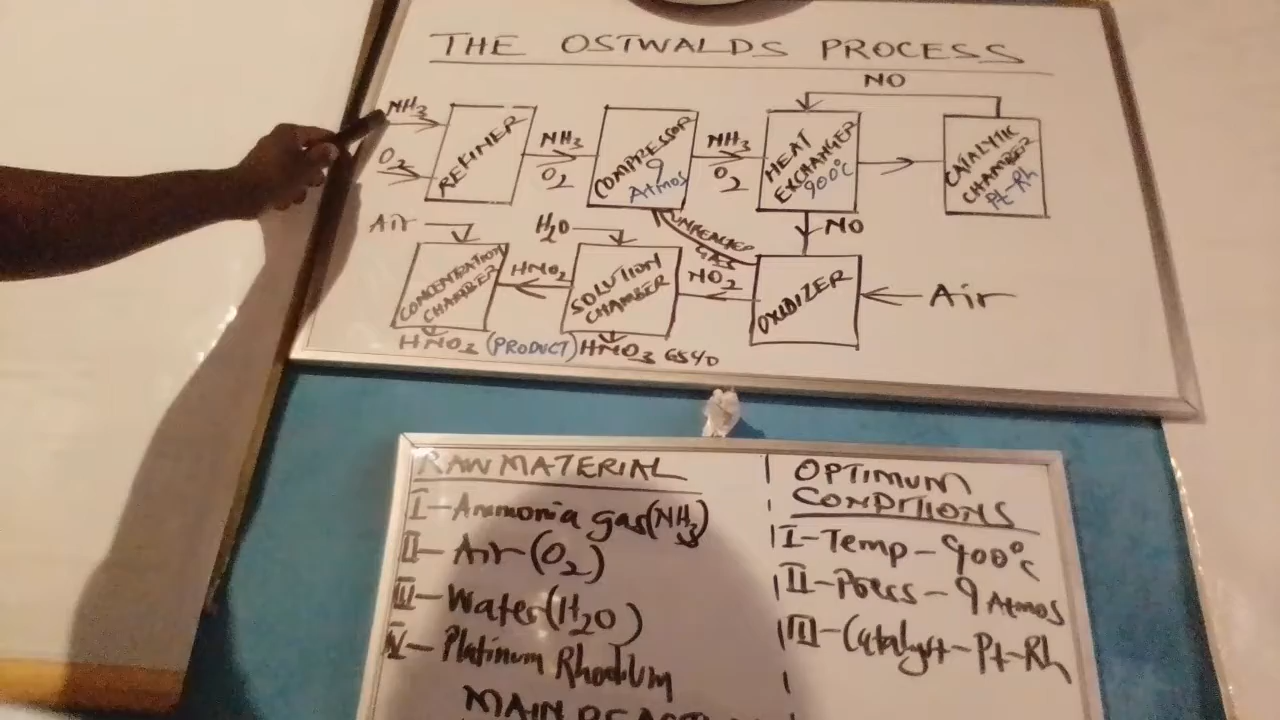 THE OSTWALDS PROCESS
NO
NH3
O2
REFINER
NH3
O2
COMPRESSOR
9
Atmos
NH3
O2
HEAT
EXCHANGER
900°C
CATALYTIC
CHAMBER
Pt-Rh
NO
UNREACTED
GAS
Air
CONCENTRATION
CHAMBER
HNO2
H2O
SOLUTION
CHAMBER
NO2
OXIDIZER
Air
HNO3 (PRODUCT) HNO3
RAW MATERIAL
I-Ammonia gas(NH3)
II-Air(O2)
III-Water(H2O)
IV-Platinum Rhodium
OPTIMUM
CONDITIONS
I-Temp-900°c
II-Press-9 Atmos
III-Catalyst-Pt-Rh